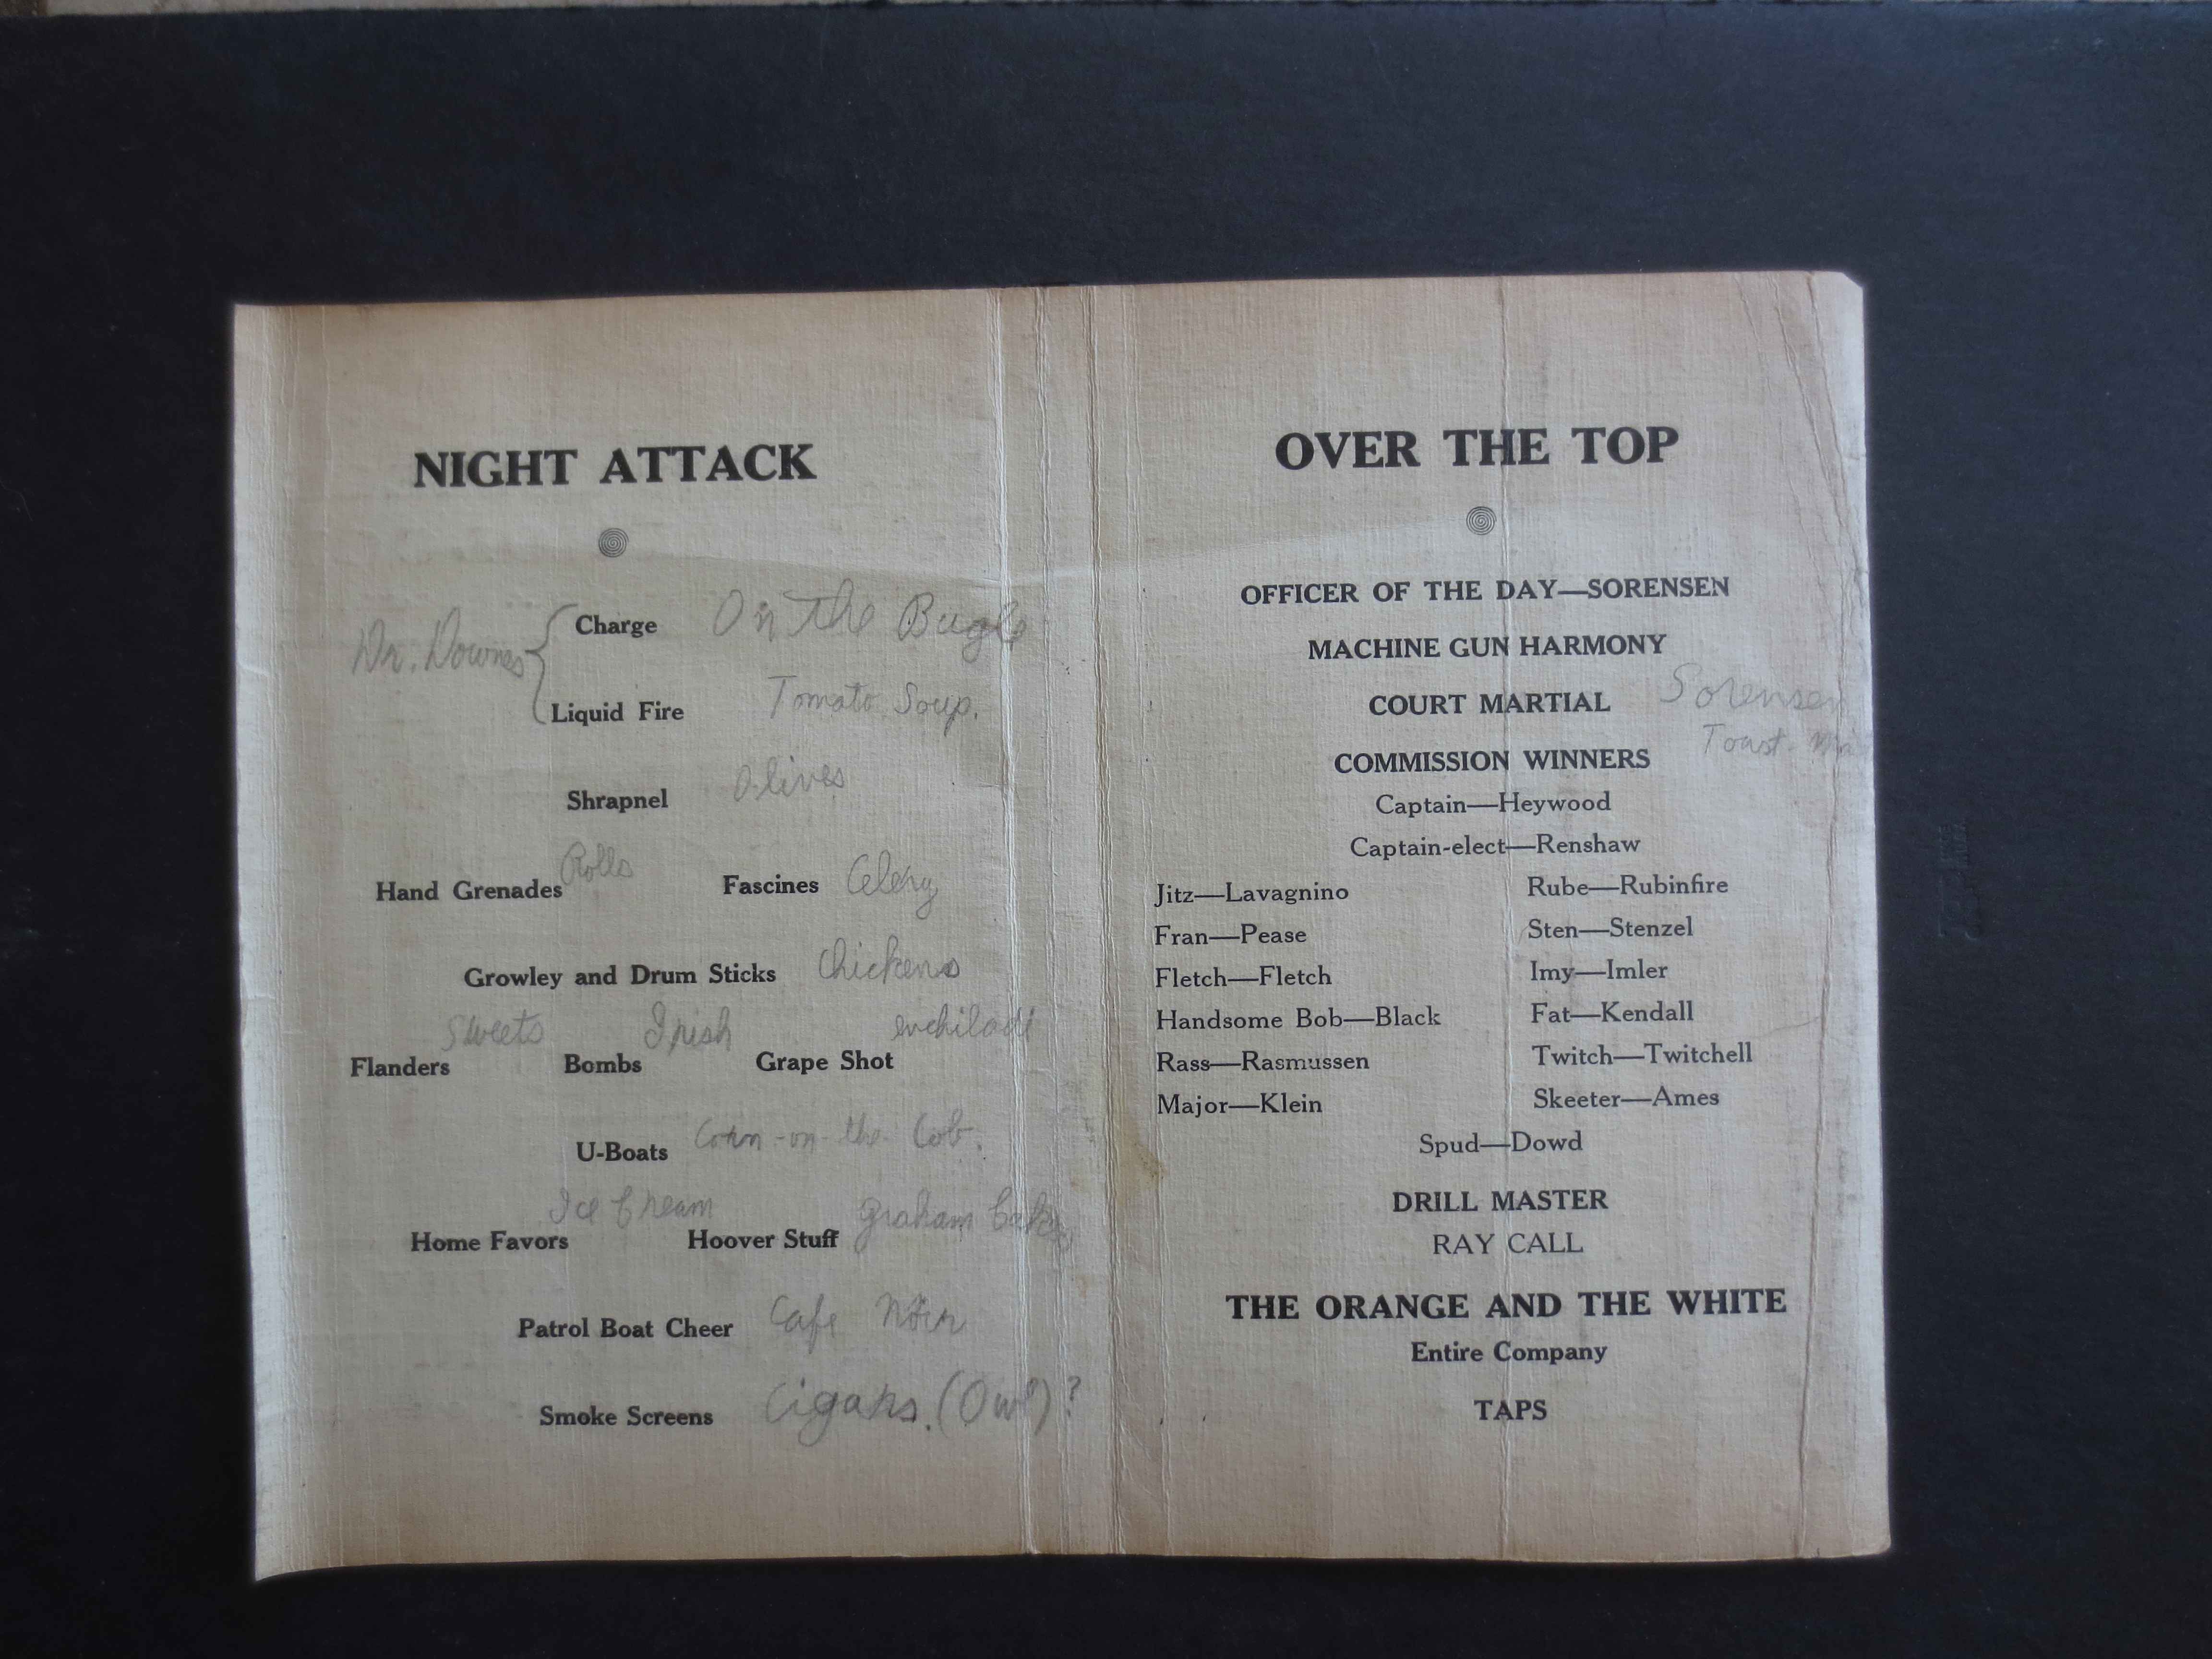 NIGHT ATTACK
Dr. Downes
Charge On The Bugle
Liquid Fire Tomato Soup.
Shrapnel Olives
Hand Grenades Rolls Fascines Celery
Growley and Drum Sticks Chickens
Flanders Sweets Bombs Irish Grape Shot
U-Boats Corn-on-the Cob.
Home Favors Ice Cream Hoover Stuff Graham
Patrol Boat Cheer Cafe Noir
Smoke Screens Cigars. (Owl)?
OVER THE TOP
OFFICER OF THE DAY—SORENSEN
MACHINE GUN HARMONY
COURT MARTIAL Sorensen
Toast-
COMMISSION WINNERS
Captain—Heywood
Captain-elect—Renshaw
Jitz—Lavagnino Rube—Rubinfire
Fran—Pease Sten—Stenzel
Fletch—Fletch Imy—Imler
Handsome Bob—Black Fat—Kendall
Rass—Rasmussen Twitch—Twitchell
Major—Klein Skeeter—Ames
Spud—Dowd
DRILL MASTER
RAY CALL
THE ORANGE AND THE WHITE
Entire Company
TAPS